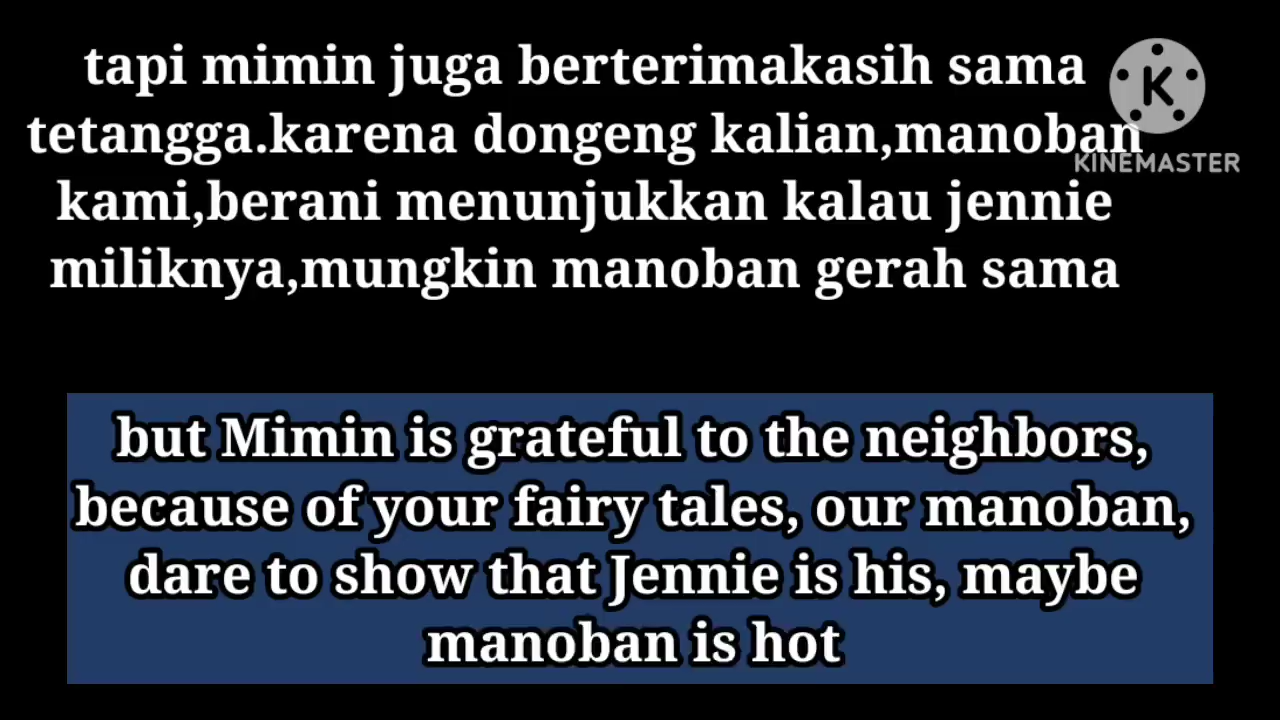 tapi mimin juga berterimakasih sama
tetangga.karena dongeng kalian,manoban
kami,berani menunjukkan kalau jennie
miliknya,mungkin manoban gerah sama
K
KINEMASTER
but Mimin is grateful to the neighbors,
because of your fairy tales, our manoban,
dare to show that Jennie is his, maybe
manoban is hot